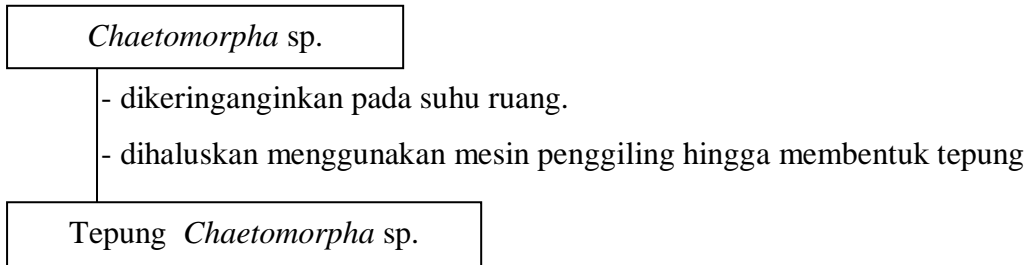 Chaetomorpha sp.
- dikeringanginkan pada suhu ruang.
- dihaluskan menggunakan mesin penggiling hingga membentuk tepung
Tepung Chaetomorpha sp.